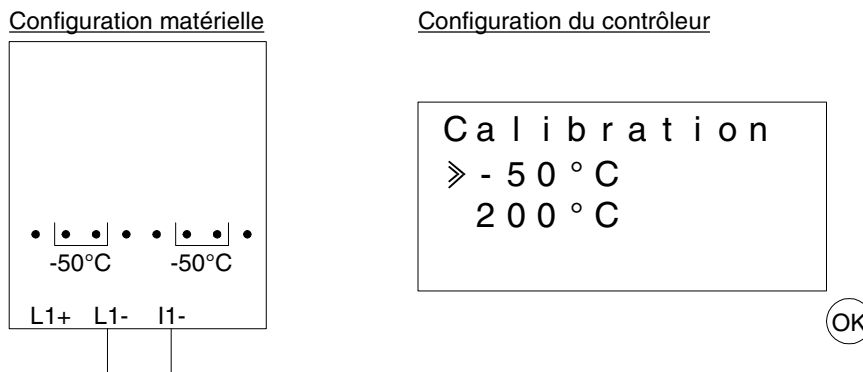 Configuration matérielle
Configuration du contrôleur
-50°C -50°C
L1+ L1- I1-
Calibration
-50°C
200°C
OK